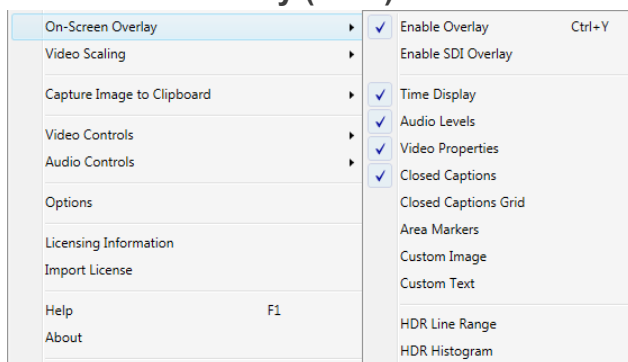 On-Screen Overlay
Video Scaling
Capture Image to Clipboard
Video Controls
Audio Controls
Options
Licensing Information
Import License
Help F1
About
Enable Overlay Ctrl+Y
Enable SDI Overlay
Time Display
Audio Levels
Video Properties
Closed Captions
Closed Captions Grid
Area Markers
Custom Image
Custom Text
HDR Line Range
HDR Histogram